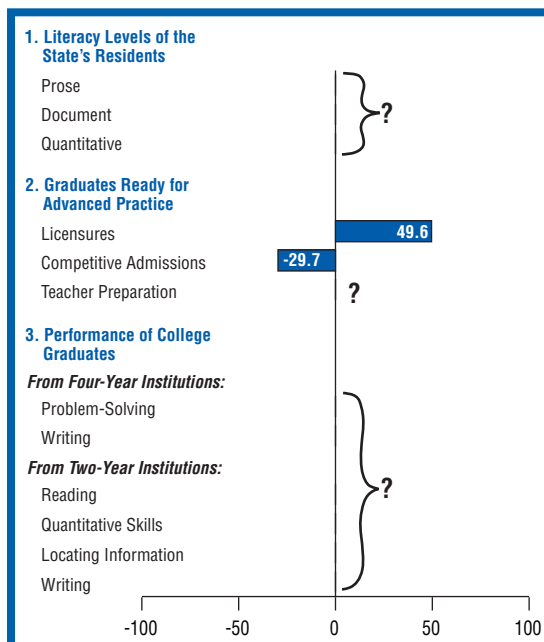 1. Literacy Levels of the
State's Residents
Prose
Document
Quantitative
?
2. Graduates Ready for
Advanced Practice
Licensures
49.6
Competitive Admissions
-29.7
Teacher Preparation
?
3. Performance of College
Graduates
From Four-Year Institutions:
Problem-Solving
Writing
From Two-Year Institutions:
?
Reading
Quantitative Skills
Locating Information
Writing
-100 -50 0 50 100